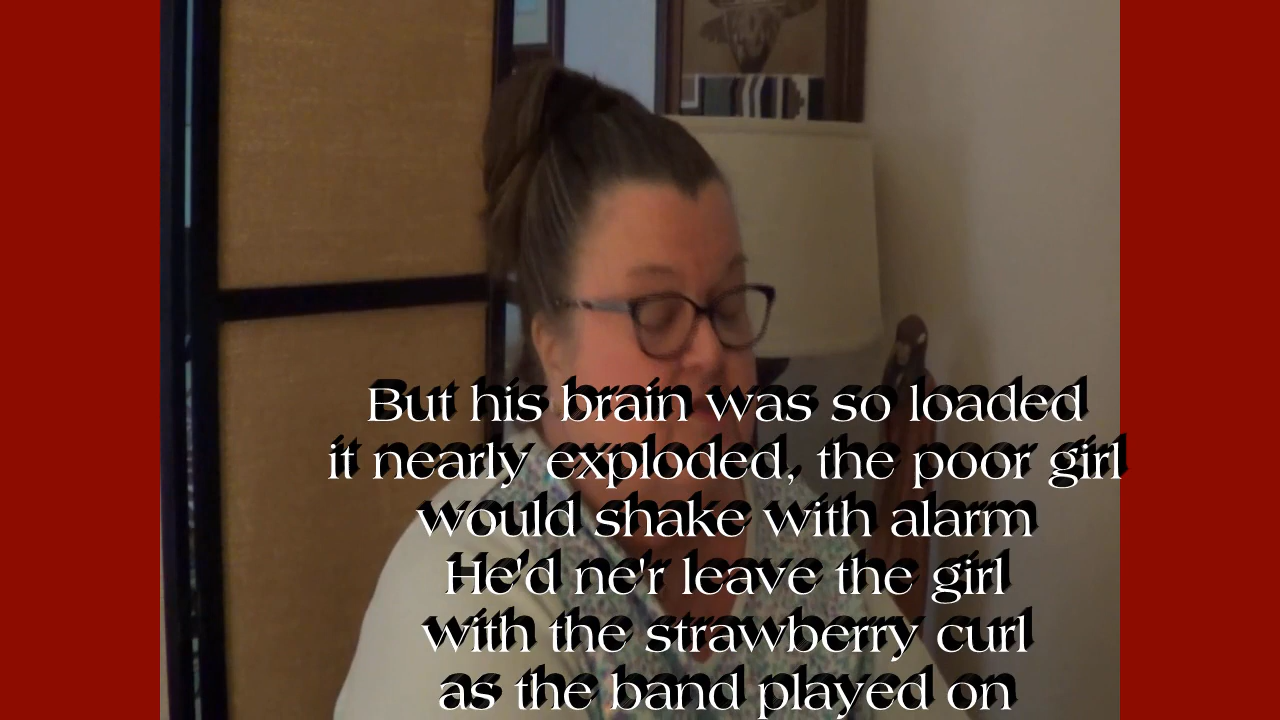 But his brain was so loaded
it nearly exploded, the poor girl
would shake with alarm
He'd ne'r leave the girl
with the strawberry curl
as the band played on